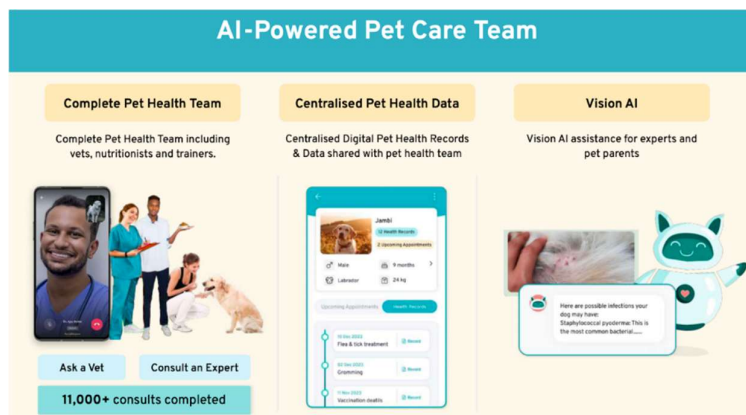 AI-Powered Pet Care Team
Complete Pet Health Team
Complete Pet Health Team including
vets, nutritionists and trainers.
Ask a Vet
Consult an Expert
11,000+ consults completed
Centralised Pet Health Data
Centralised Digital Pet Health Records
& Data shared with pet health team
Jambi
12 Health Records
2 Upcoming Appointments
Male
9 months
Labrador
24 kg
Upcoming Appointments
Health Records
Flea & tick treatment
Record
Record
Record
Vision AI
Vision AI assistance for experts and
pet parents
Here are possible infections your
dog may have:
Staphylococcal pyoderma: This is
the most common bacterial......